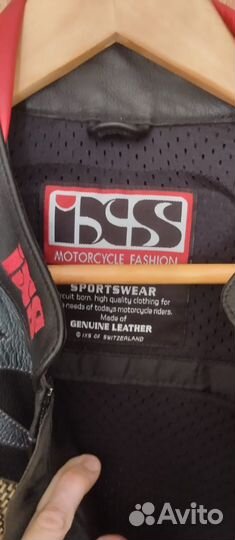 iXS
MOTORCYCLE FASHION
SPORTSWEAR
circuit born. high quality clothing for
needs of todays motorcycle riders.
Made of
GENUINE LEATHER
© IXS OF SWITZERLAND
iXS
Avito